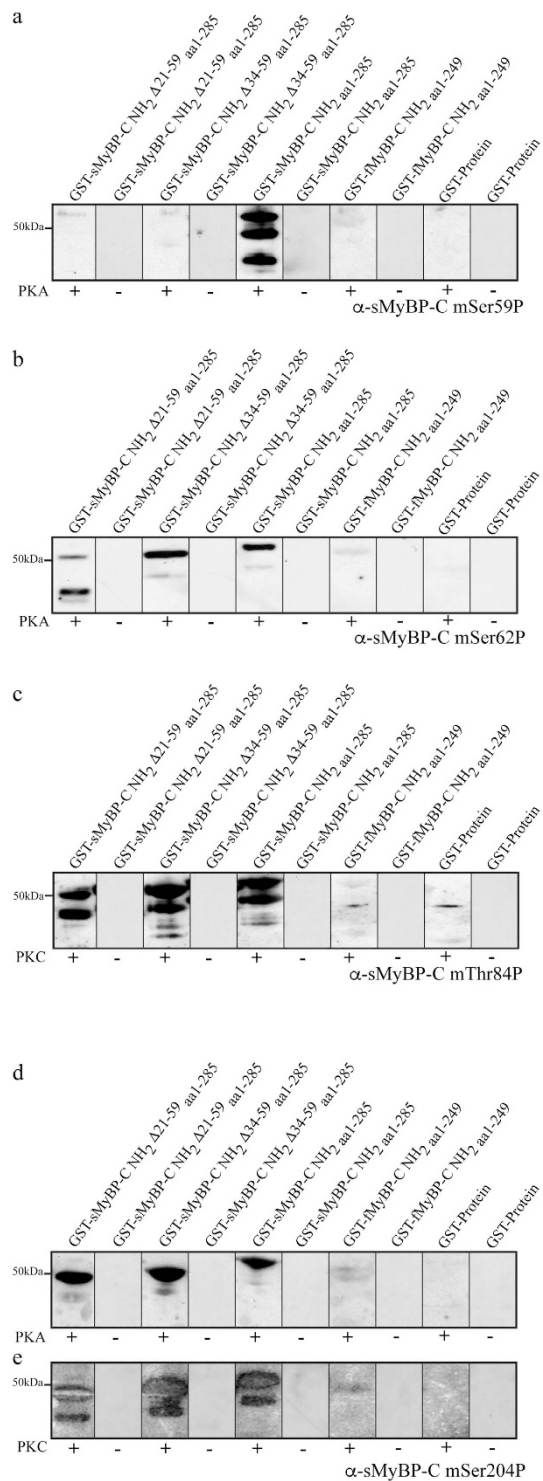 a
GST-sMyBP-C NH2 Δ21-59 aa1-285
GST-sMyBP-C NH2 Δ21-59 aa1-285
GST-sMyBP-C NH2 Δ34-59 aa1-285
GST-sMyBP-C NH2 Δ34-59 aa1-285
GST-sMyBP-C NH2 aa1-285
GST-sMyBP-C NH2 aa1-285
GST-fMyBP-C NH2 aa1-249
GST-fMyBP-C NH2 aa1-249
GST-Protein
GST-Protein
50kDa
PKA + - + - + - + - + -
α-sMyBP-C mSer59P
b
GST-sMyBP-C NH2 Δ21-59 aa1-285
GST-sMyBP-C NH2 Δ21-59 aa1-285
GST-sMyBP-C NH2 Δ34-59 aa1-285
GST-sMyBP-C NH2 Δ34-59 aa1-285
GST-sMyBP-C NH2 aa1-285
GST-sMyBP-C NH2 aa1-285
GST-fMyBP-C NH2 aa1-249
GST-fMyBP-C NH2 aa1-249
GST-Protein
GST-Protein
50kDa
PKA + - + - + - + - + -
α-sMyBP-C mSer62P
c
GST-sMyBP-C NH2 Δ21-59 aa1-285
GST-sMyBP-C NH2 Δ21-59 aa1-285
GST-sMyBP-C NH2 Δ34-59 aa1-285
GST-sMyBP-C NH2 Δ34-59 aa1-285
GST-sMyBP-C NH2 aa1-285
GST-sMyBP-C NH2 aa1-285
GST-fMyBP-C NH2 aa1-249
GST-fMyBP-C NH2 aa1-249
GST-Protein
GST-Protein
50kDa
PKC + - + - + - + - + -
α-sMyBP-C mThr84P
d
GST-sMyBP-C NH2 Δ21-59 aa1-285
GST-sMyBP-C NH2 Δ21-59 aa1-285
GST-sMyBP-C NH2 Δ34-59 aa1-285
GST-sMyBP-C NH2 Δ34-59 aa1-285
GST-sMyBP-C NH2 aa1-285
GST-sMyBP-C NH2 aa1-285
GST-fMyBP-C NH2 aa1-249
GST-fMyBP-C NH2 aa1-249
GST-Protein
GST-Protein
50kDa
PKA + - + - + - + - + -
e
50kDa
PKC + - + - + - + - + -
α-sMyBP-C mSer204P